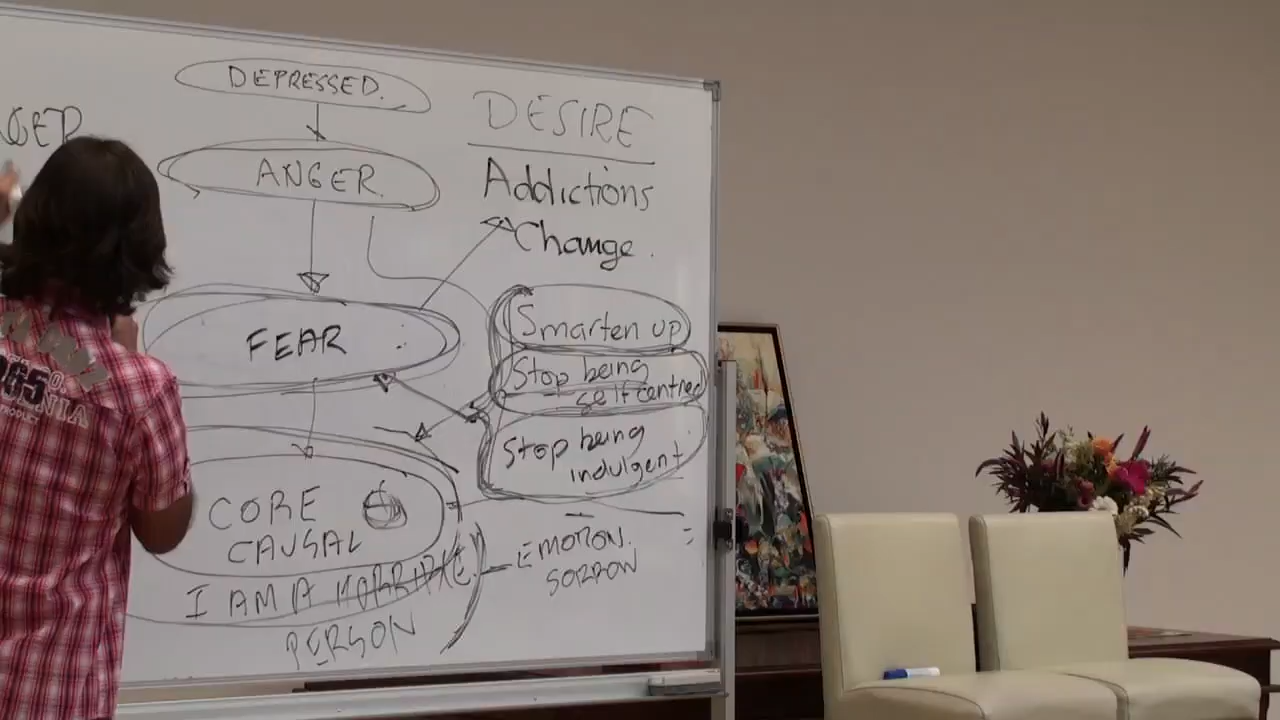 DEPRESSED.
DESIRE
ANGER
Addictions
Change.
FEAR
Smarten up
Stop being
self centred
Stop being
indulgent
CORE
CAUSAL
EMOTION.
SORROW
I AM A HORRIBLE
PERSON